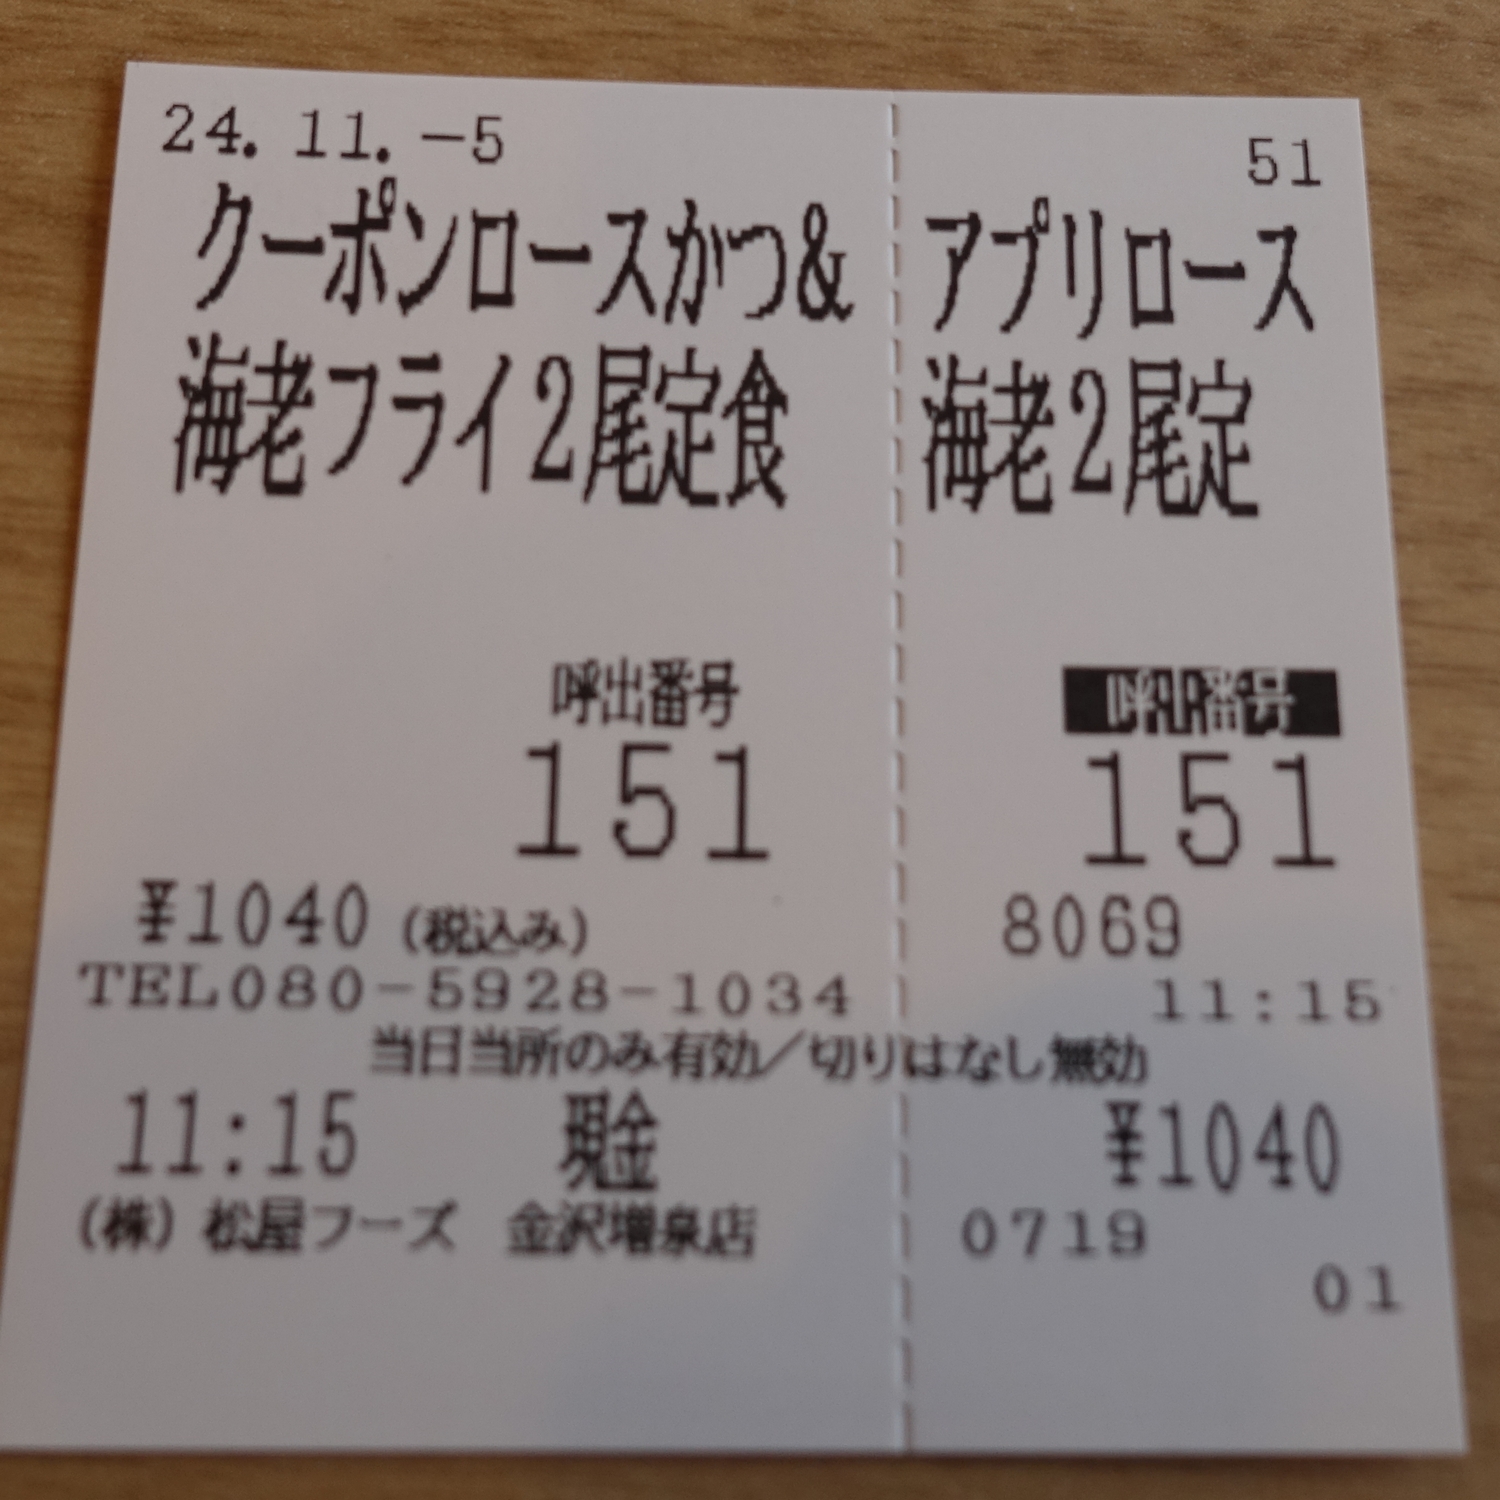 24.11.-5
クーポンロースかつ&
海老フライ2尾定食
呼出番号
151
¥1040(税込み)
TEL080-5928-1034
当日当所のみ有効/切りはなし無効
11:15 現金
(株)松屋フーズ 金沢増泉店
51
アプリロース
海老2尾定
呼出番号
151
8069
11:15
¥1040
0719
01